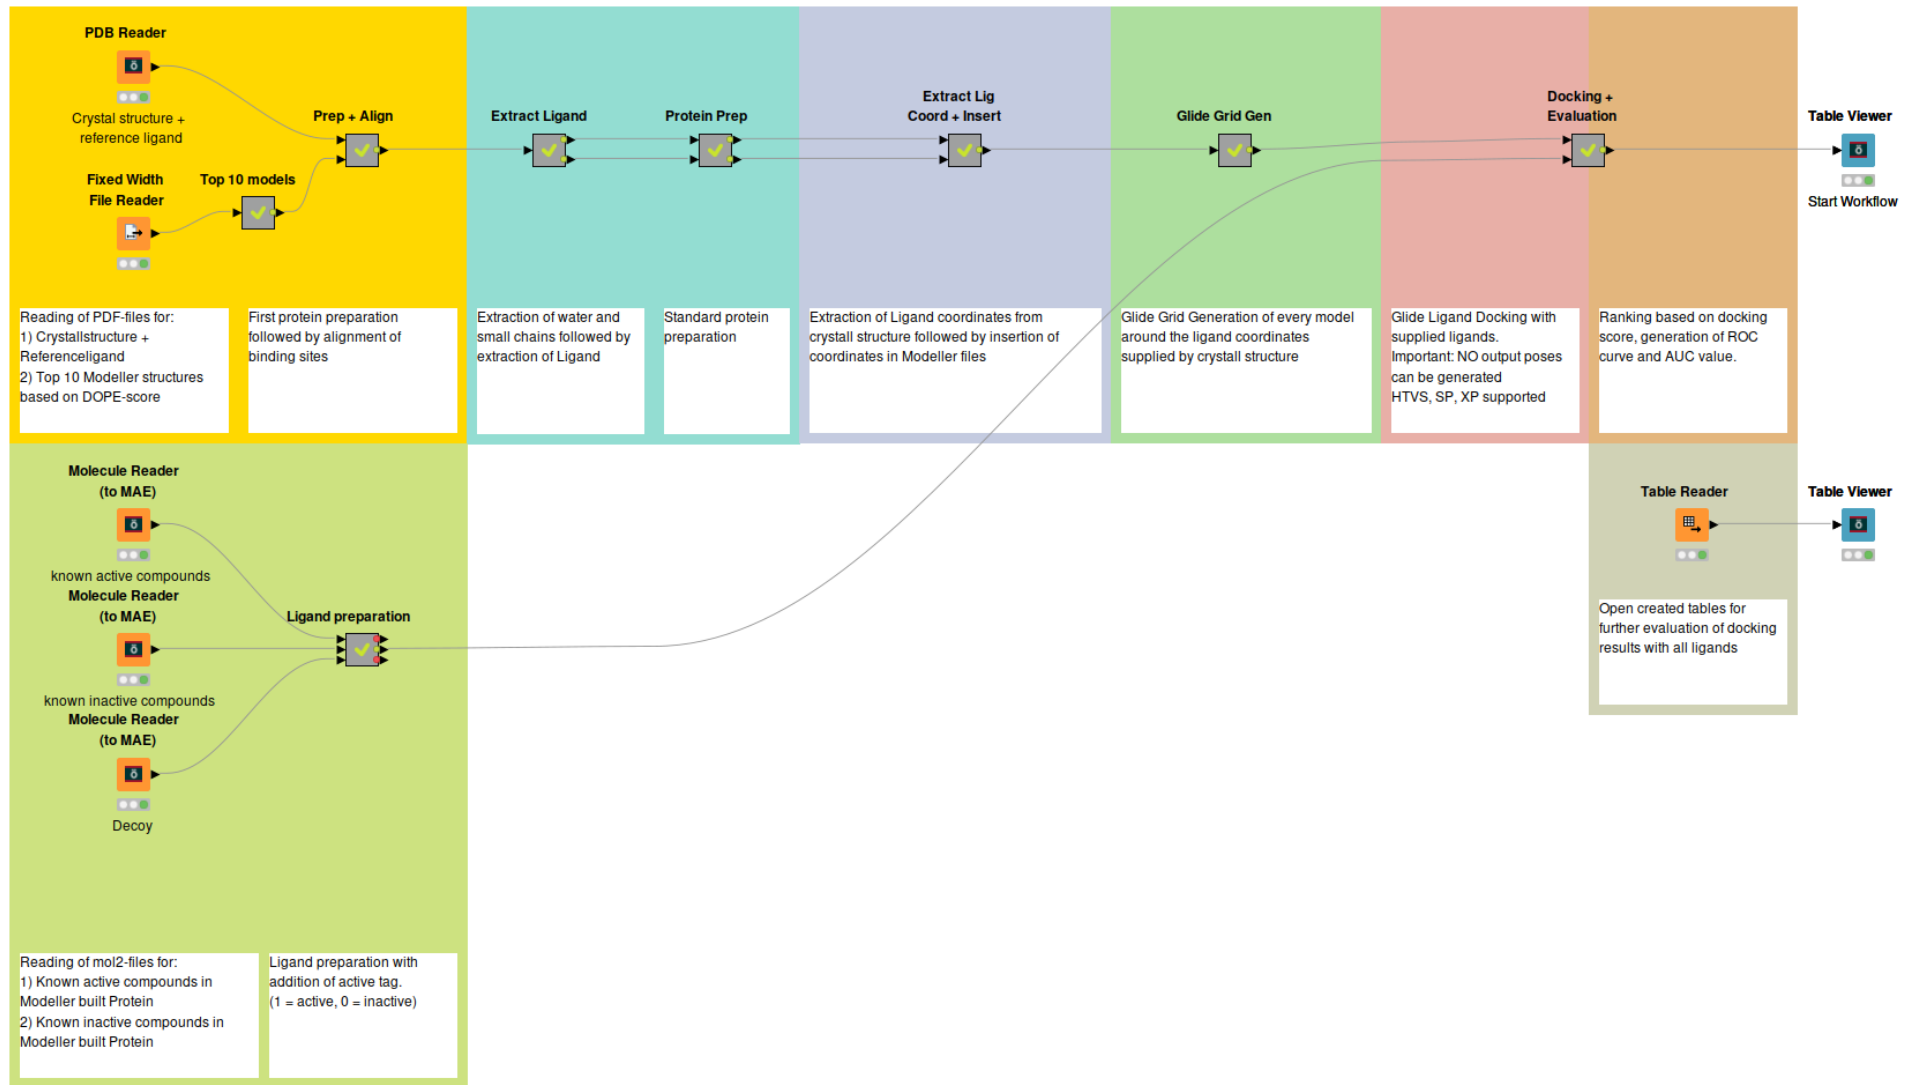 PDB Reader
Crystal structure +
reference ligand
Fixed Width
File Reader
Top 10 models
Prep + Align
Extract Ligand
Protein Prep
Extract Lig
Coord + Insert
Glide Grid Gen
Docking +
Evaluation
Table Viewer
Start Workflow
Reading of PDF-files for:
1) Crystallstructure +
Referenceligand
2) Top 10 Modeller structures
based on DOPE-score
First protein preparation
followed by alignment of
binding sites
Extraction of water and
small chains followed by
extraction of Ligand
Standard protein
preparation
Extraction of Ligand coordinates from
crystall structure followed by insertion of
coordinates in Modeller files
Glide Grid Generation of every model
around the ligand coordinates
supplied by crystall structure
Glide Ligand Docking with
supplied ligands.
Important: NO output poses
can be generated
HTVS, SP, XP supported
Ranking based on docking
score, generation of ROC
curve and AUC value.
Molecule Reader
(to MAE)
known active compounds
Molecule Reader
(to MAE)
known inactive compounds
Molecule Reader
(to MAE)
Decoy
Ligand preparation
Table Reader
Table Viewer
Open created tables for
further evaluation of docking
results with all ligands
Reading of mol2-files for:
1) Known active compounds in
Modeller built Protein
2) Known inactive compounds in
Modeller built Protein
Ligand preparation with
addition of active tag.
(1 = active, 0 = inactive)